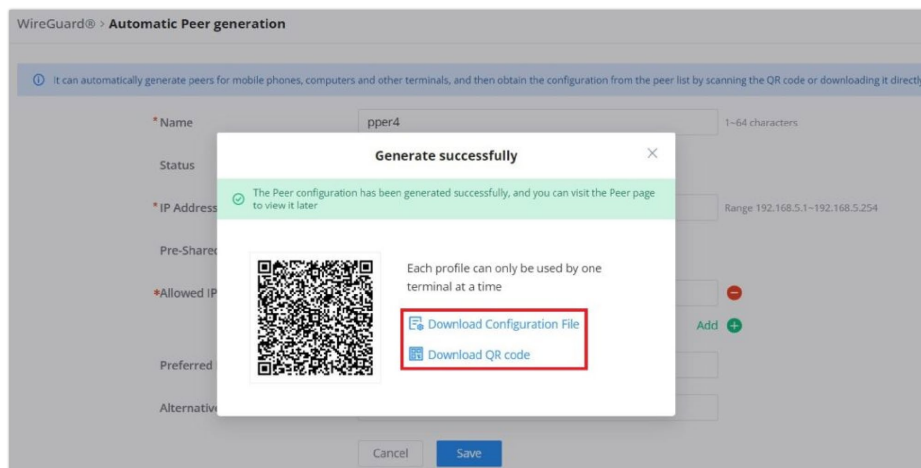 WireGuard® > Automatic Peer generation
It can automatically generate peers for mobile phones, computers and other terminals, and then obtain the configuration from the peer list by scanning the QR code or downloading it directly
*Name pper4 1~64 characters
Generate successfully
Status
The Peer configuration has been generated successfully, and you can visit the Peer page
to view it later
*IP Address Range 192.168.5.1~192.168.5.254
Pre-Shared
Each profile can only be used by one
terminal at a time
*Allowed IP
Download Configuration File
Add
Download QR code
Preferred
Alternative
Cancel Save